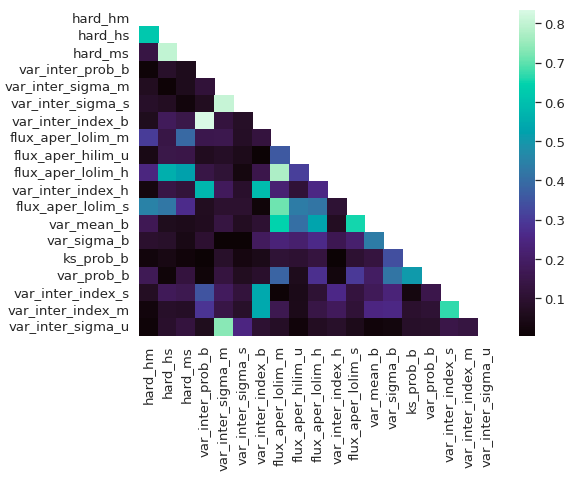 hard_hm
hard_hs
hard_ms
var_inter_prob_b
var_inter_sigma_m
var_inter_sigma_s
var_inter_index_b
flux_aper_lolim_m
flux_aper_hilim_u
flux_aper_lolim_h
var_inter_index_h
flux_aper_lolim_s
var_mean_b
var_sigma_b
ks_prob_b
var_prob_b
var_inter_index_s
var_inter_index_m
var_inter_sigma_u
hard_hm
hard_hs
hard_ms
var_inter_prob_b
var_inter_sigma_m
var_inter_sigma_s
var_inter_index_b
flux_aper_lolim_m
flux_aper_hilim_u
flux_aper_lolim_h
var_inter_index_h
flux_aper_lolim_s
var_mean_b
var_sigma_b
ks_prob_b
var_prob_b
var_inter_index_s
var_inter_index_m
var_inter_sigma_u
0.8
0.7
0.6
0.5
0.4
0.3
0.2
0.1